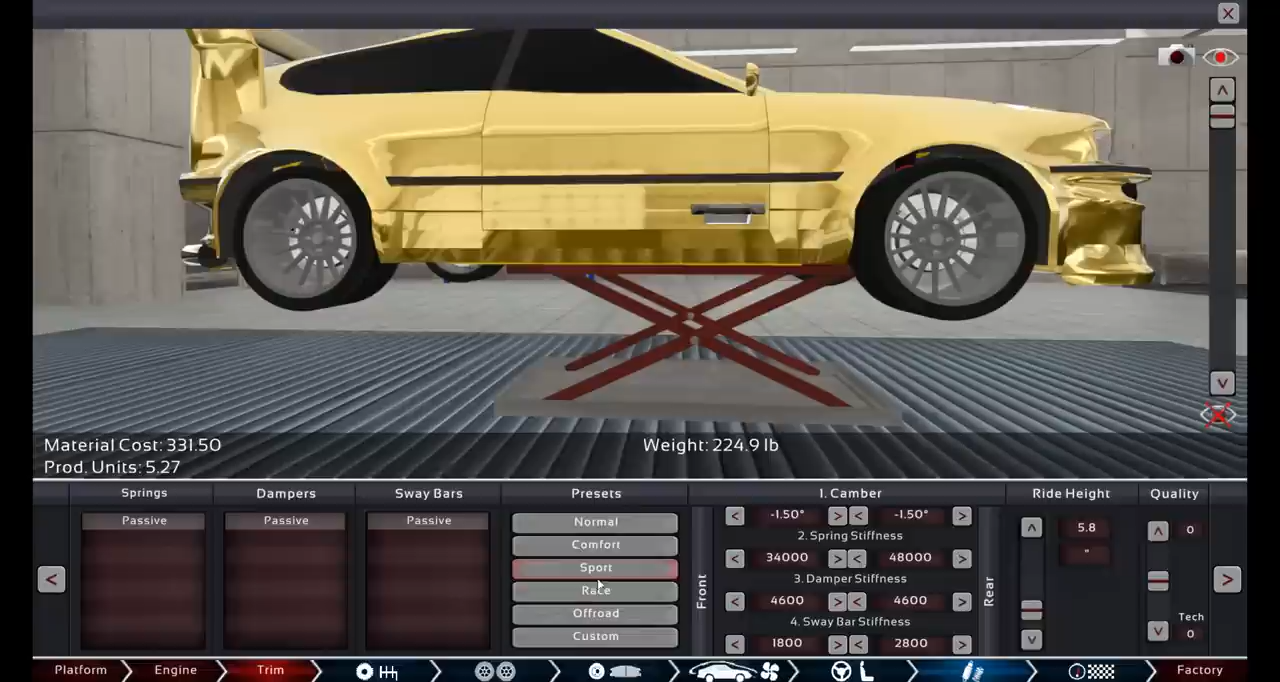 X
Material Cost: 331.50
Weight: 224.9 lb
Prod. Units: 5.27
Springs
Dampers
Sway Bars
Presets
1. Camber
Ride Height
Quality
Passive
Passive
Passive
Normal
Comfort
Sport
Race
Offroad
Custom
Front
< -1.50° > < -1.50° >
2. Spring Stiffness
< 34000 > < 48000 >
3. Damper Stiffness
< 4600 > < 4600 >
4. Sway Bar Stiffness
< 1800 > < 2800 >
Rear
5.8
"
0
Tech
0
<
>
Platform
Engine
Trim
Factory